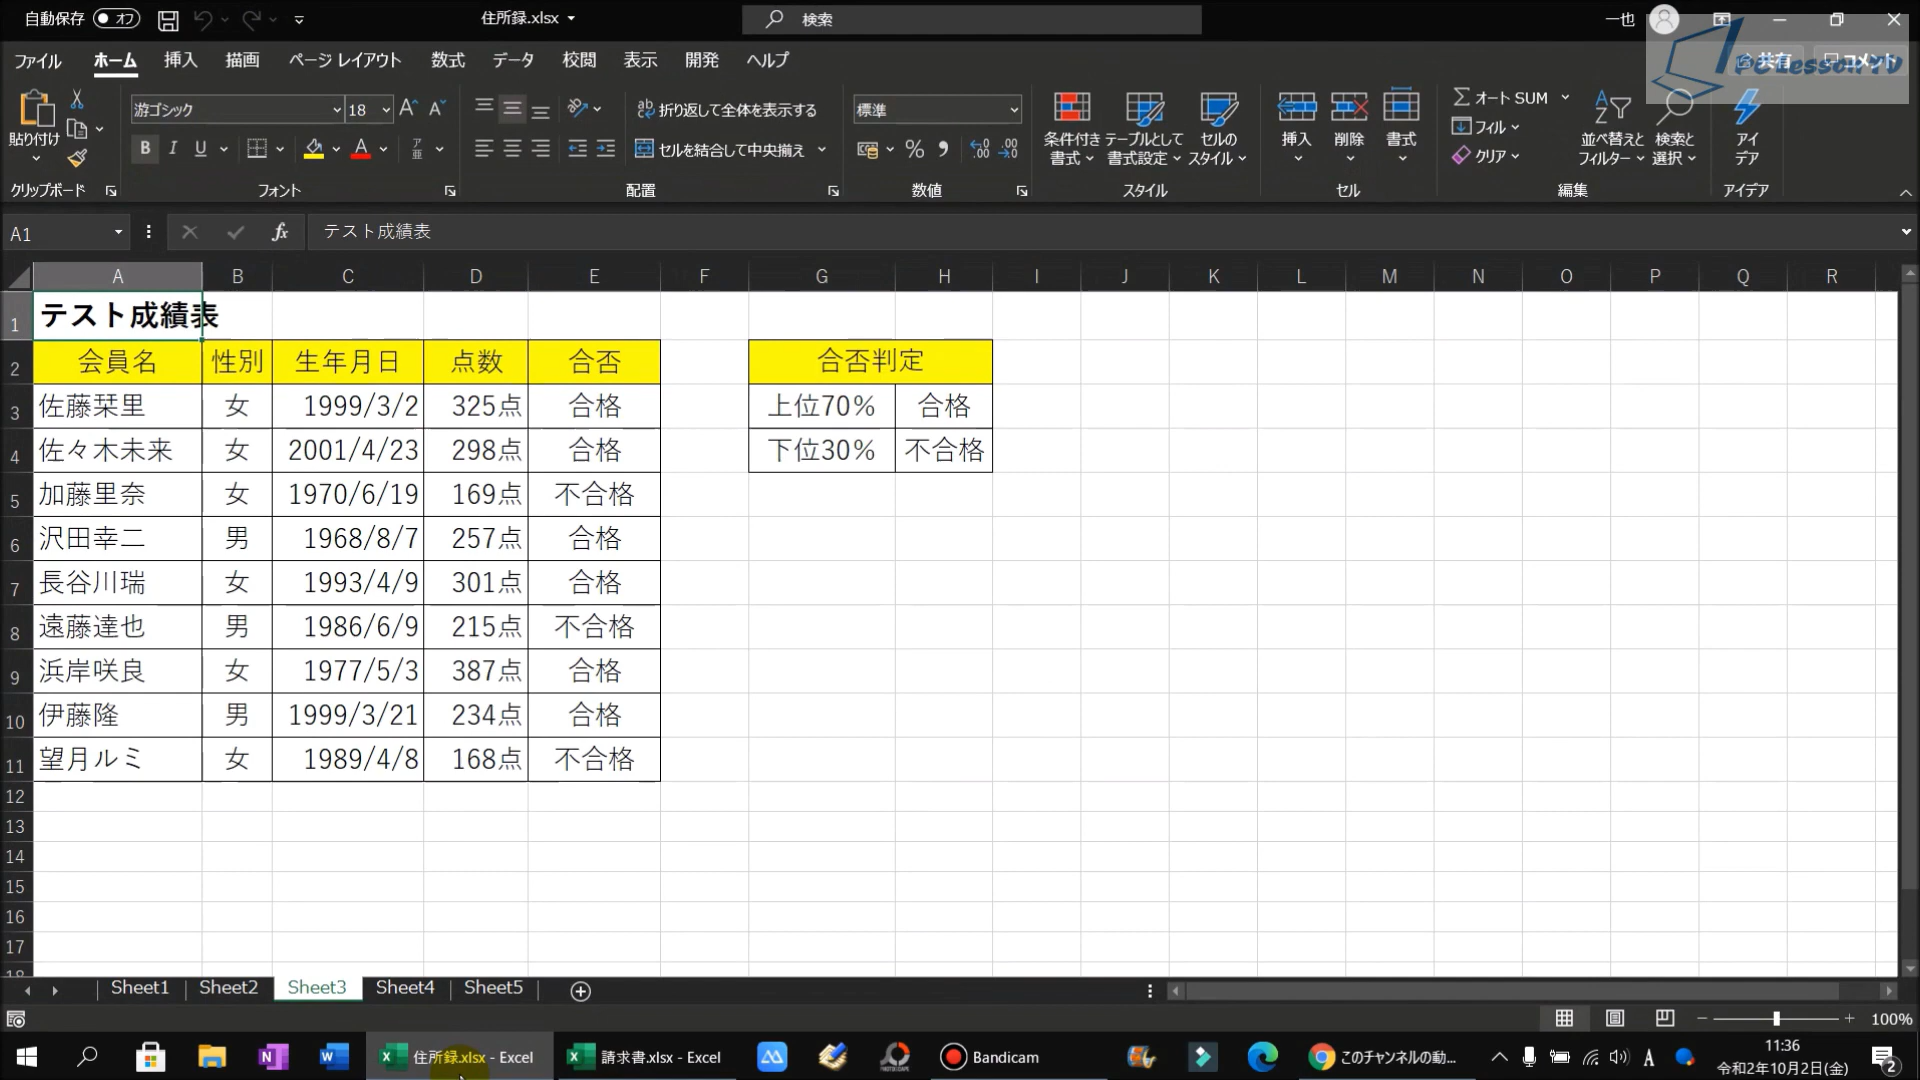 自動保存 オフ 住所録.xlsx 検索 一也
ファイル ホーム 挿入 描画 ページ レイアウト 数式 データ 校閲 表示 開発 ヘルプ 共有 コメント
PC Lesson TV
貼り付け 游ゴシック 18 折り返して全体を表示する 標準 条件付き書式 テーブルとして書式設定 セルのスタイル 挿入 削除 書式 Σ オート SUM フィル クリア 並べ替えとフィルター 検索と選択 アイデア
B I U A セルを結合して中央揃え %
クリップボード フォント 配置 数値 スタイル セル 編集 アイデア
A1 fx テスト成績表
A B C D E F G H I J K L M N O P Q R
1 テスト成績表
2 会員名 性別 生年月日 点数 合否 合否判定
3 佐藤栞里 女 1999/3/2 325点 合格 上位70% 合格
4 佐々木未来 女 2001/4/23 298点 合格 下位30% 不合格
5 加藤里奈 女 1970/6/19 169点 不合格
6 沢田幸二 男 1968/8/7 257点 合格
7 長谷川瑞 女 1993/4/9 301点 合格
8 遠藤達也 男 1986/6/9 215点 不合格
9 浜岸咲良 女 1977/5/3 387点 合格
10 伊藤隆 男 1999/3/21 234点 合格
11 望月ルミ 女 1989/4/8 168点 不合格
12
13
14
15
16
17
18
Sheet1 Sheet2 Sheet3 Sheet4 Sheet5
100%
住所録.xlsx - Excel 請求書.xlsx - Excel Bandicam このチャンネルの動... A 11:36
令和2年10月2日(金) 2